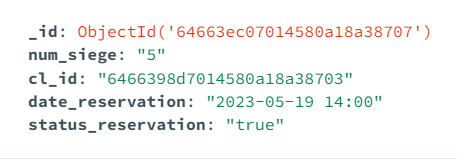 _id: ObjectId('64663ec07014580a18a38707')
num_siege: "5"
cl_id: "6466398d7014580a18a38703"
date_reservation: "2023-05-19 14:00"
status_reservation: "true"